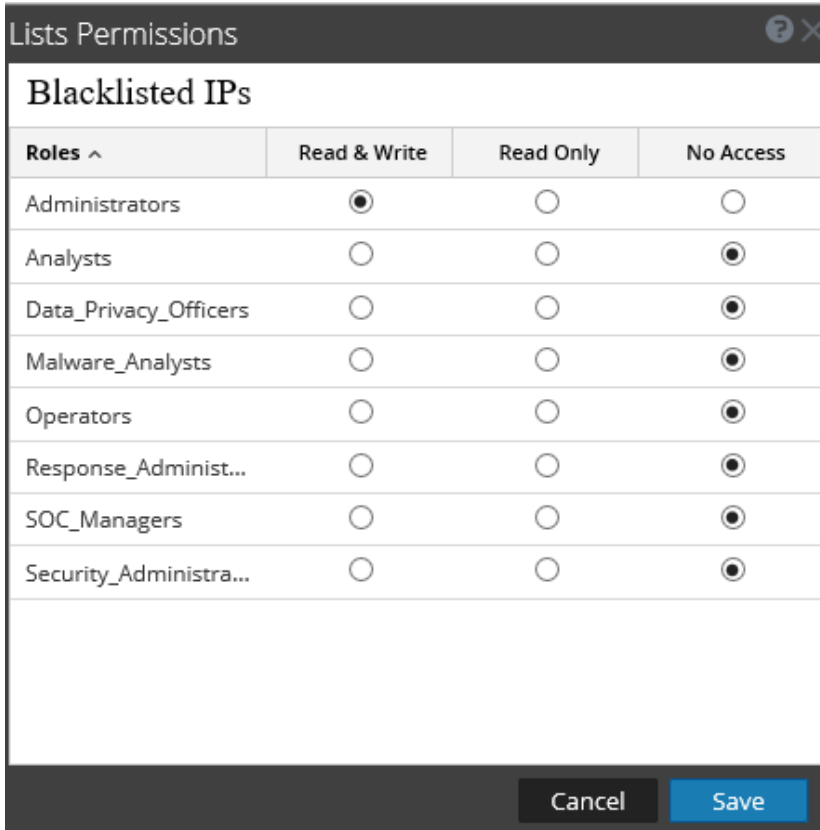 Lists Permissions
Blacklisted IPs
Roles Read & Write Read Only No Access
Administrators
Analysts
Data_Privacy_Officers
Malware_Analysts
Operators
Response_Administ...
SOC_Managers
Security_Administra...
Cancel Save